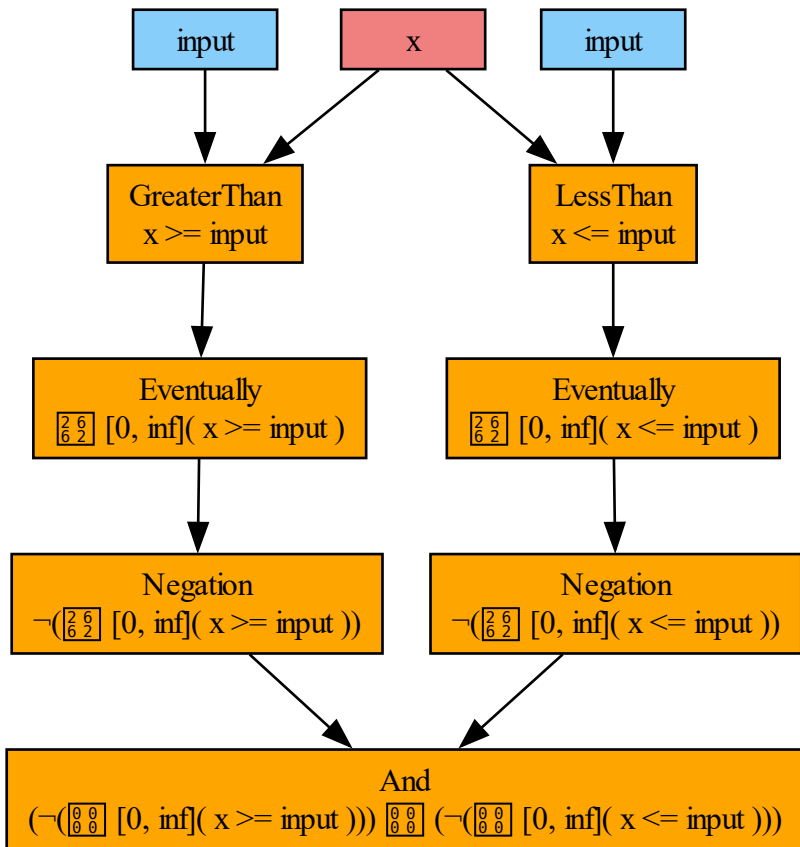 input
x
input
GreaterThan
x >= input
LessThan
x <= input
Eventually
♢ [0, inf]( x >= input )
Eventually
♢ [0, inf]( x <= input )
Negation
¬(♢ [0, inf]( x >= input ))
Negation
¬(♢ [0, inf]( x <= input ))
And
(¬( [0, inf]( x >= input ))) (¬( [0, inf]( x <= input )))